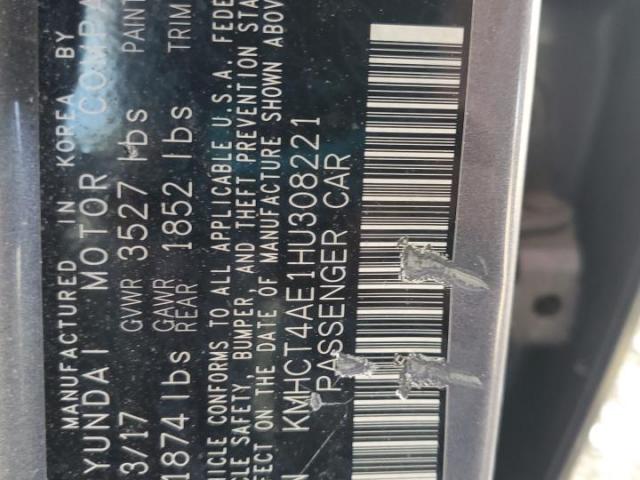 MANUFACTURED IN KOREA BY
YUNDAI MOTOR COMPA
3/17 GVWR 3527 lbs PAINT
GAWR
1874 lbs REAR 1852 lbs TRIM
ICLE CONFORMS TO ALL APPLICABLE U.S.A. FEDE
CLE SAFETY, BUMPER, AND THEFT PREVENTION STA
FECT ON THE DATE OF MANUFACTURE SHOWN ABOV
N KMHCT4AE1HU308221
PASSENGER CAR